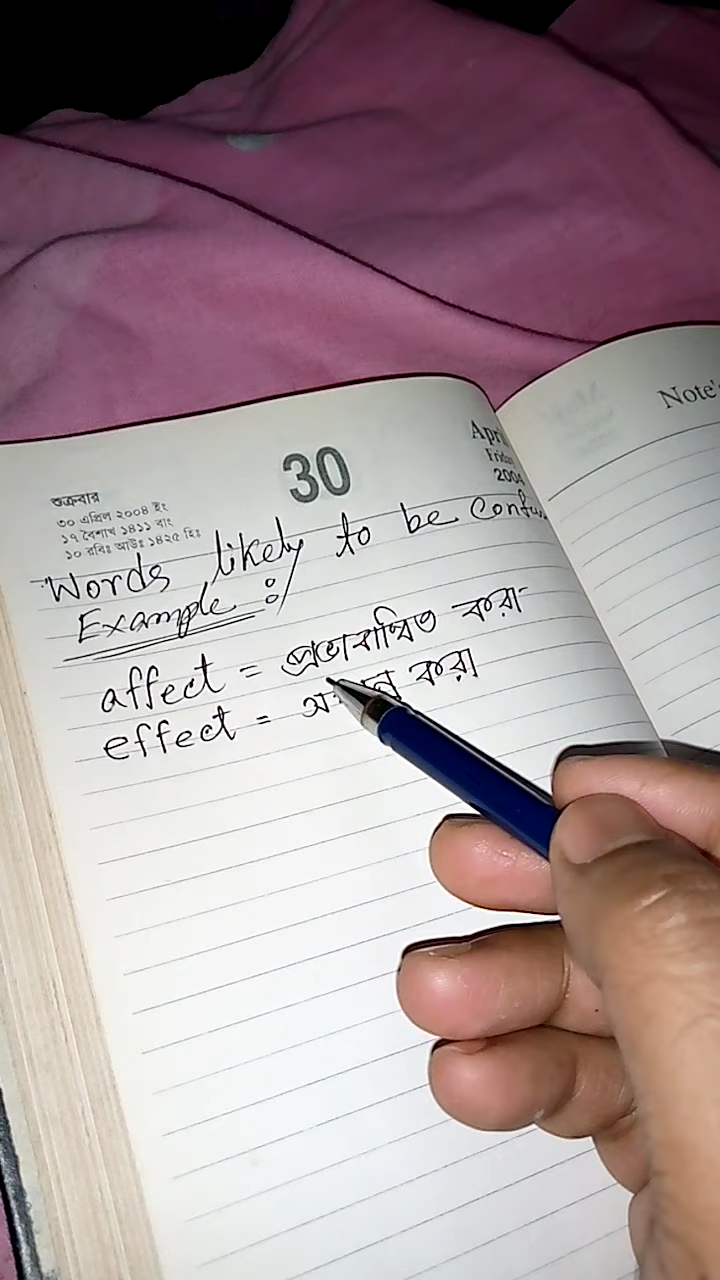 শুক্রবার
৩০ এপ্রিল ২০০৪ ইং
১৭ বৈশাখ ১৪১১ বাং
১০ রবিঃ আউঃ ১৪২৫ হিঃ
30
April
Friday
2004
Note's
"Words likely to be
Example :
affect = প্রভাবান্বিত করা
effect = করা